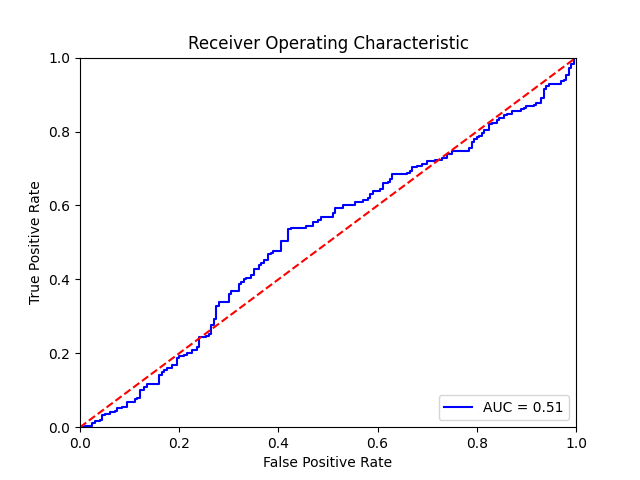 Receiver Operating Characteristic
1.0
0.8
0.6
0.4
0.2
0.0
True Positive Rate
AUC = 0.51
0.0 0.2 0.4 0.6 0.8 1.0
False Positive Rate